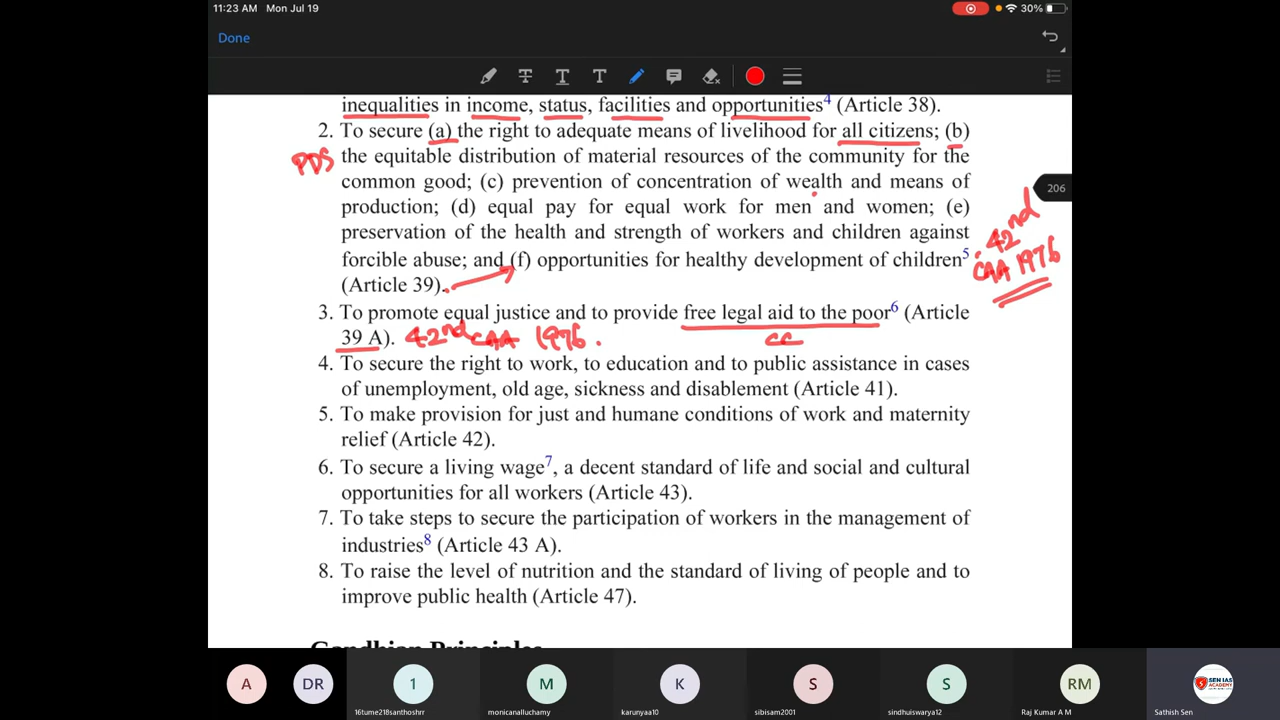 11:23 AM Mon Jul 19
30%
Done
inequalities in income, status, facilities and opportunities4 (Article 38).
2. To secure (a) the right to adequate means of livelihood for all citizens; (b)
PDS the equitable distribution of material resources of the community for the
common good; (c) prevention of concentration of wealth and means of
206
production; (d) equal pay for equal work for men and women; (e)
preservation of the health and strength of workers and children against
42nd
forcible abuse; and (f) opportunities for healthy development of children5
CAA 1976
(Article 39).
3. To promote equal justice and to provide free legal aid to the poor6 (Article
39 A). 42nd CAA 1976. CC
4. To secure the right to work, to education and to public assistance in cases
of unemployment, old age, sickness and disablement (Article 41).
5. To make provision for just and humane conditions of work and maternity
relief (Article 42).
6. To secure a living wage7, a decent standard of life and social and cultural
opportunities for all workers (Article 43).
7. To take steps to secure the participation of workers in the management of
industries8 (Article 43 A).
8. To raise the level of nutrition and the standard of living of people and to
improve public health (Article 47).
Gandhian Principles
A DR 1 M K S S RM SEN IAS ACADEMY
16tume218santhoshrr monicanalluchamy karunyaa10 sibisam2001 sindhuiswarya12 Raj Kumar A M Sathish Sen